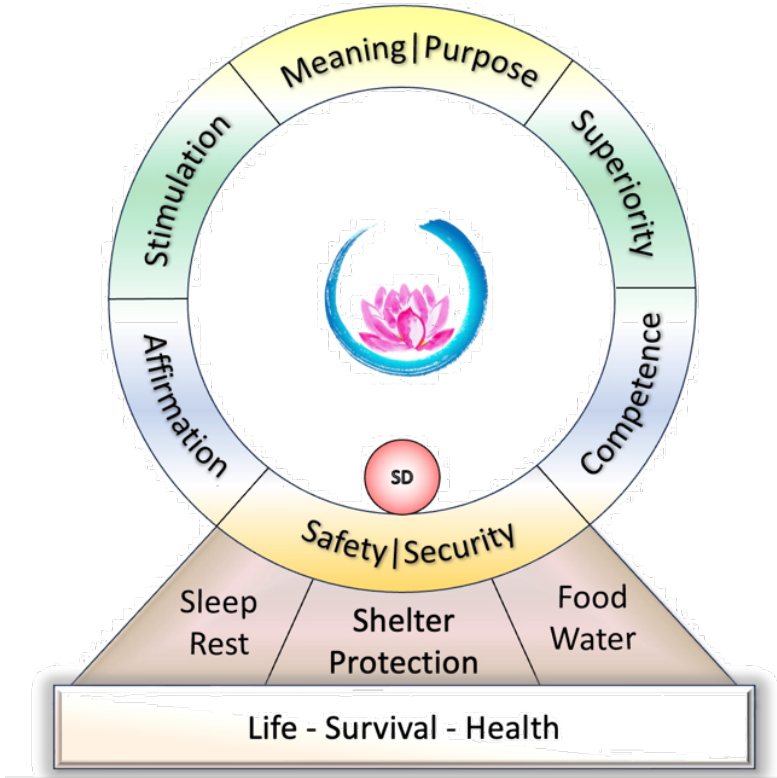 Meaning|Purpose
Stimulation
Superiority
Affirmation
Competence
SD
Safety|Security
Sleep
Rest
Shelter
Protection
Food
Water
Life - Survival - Health